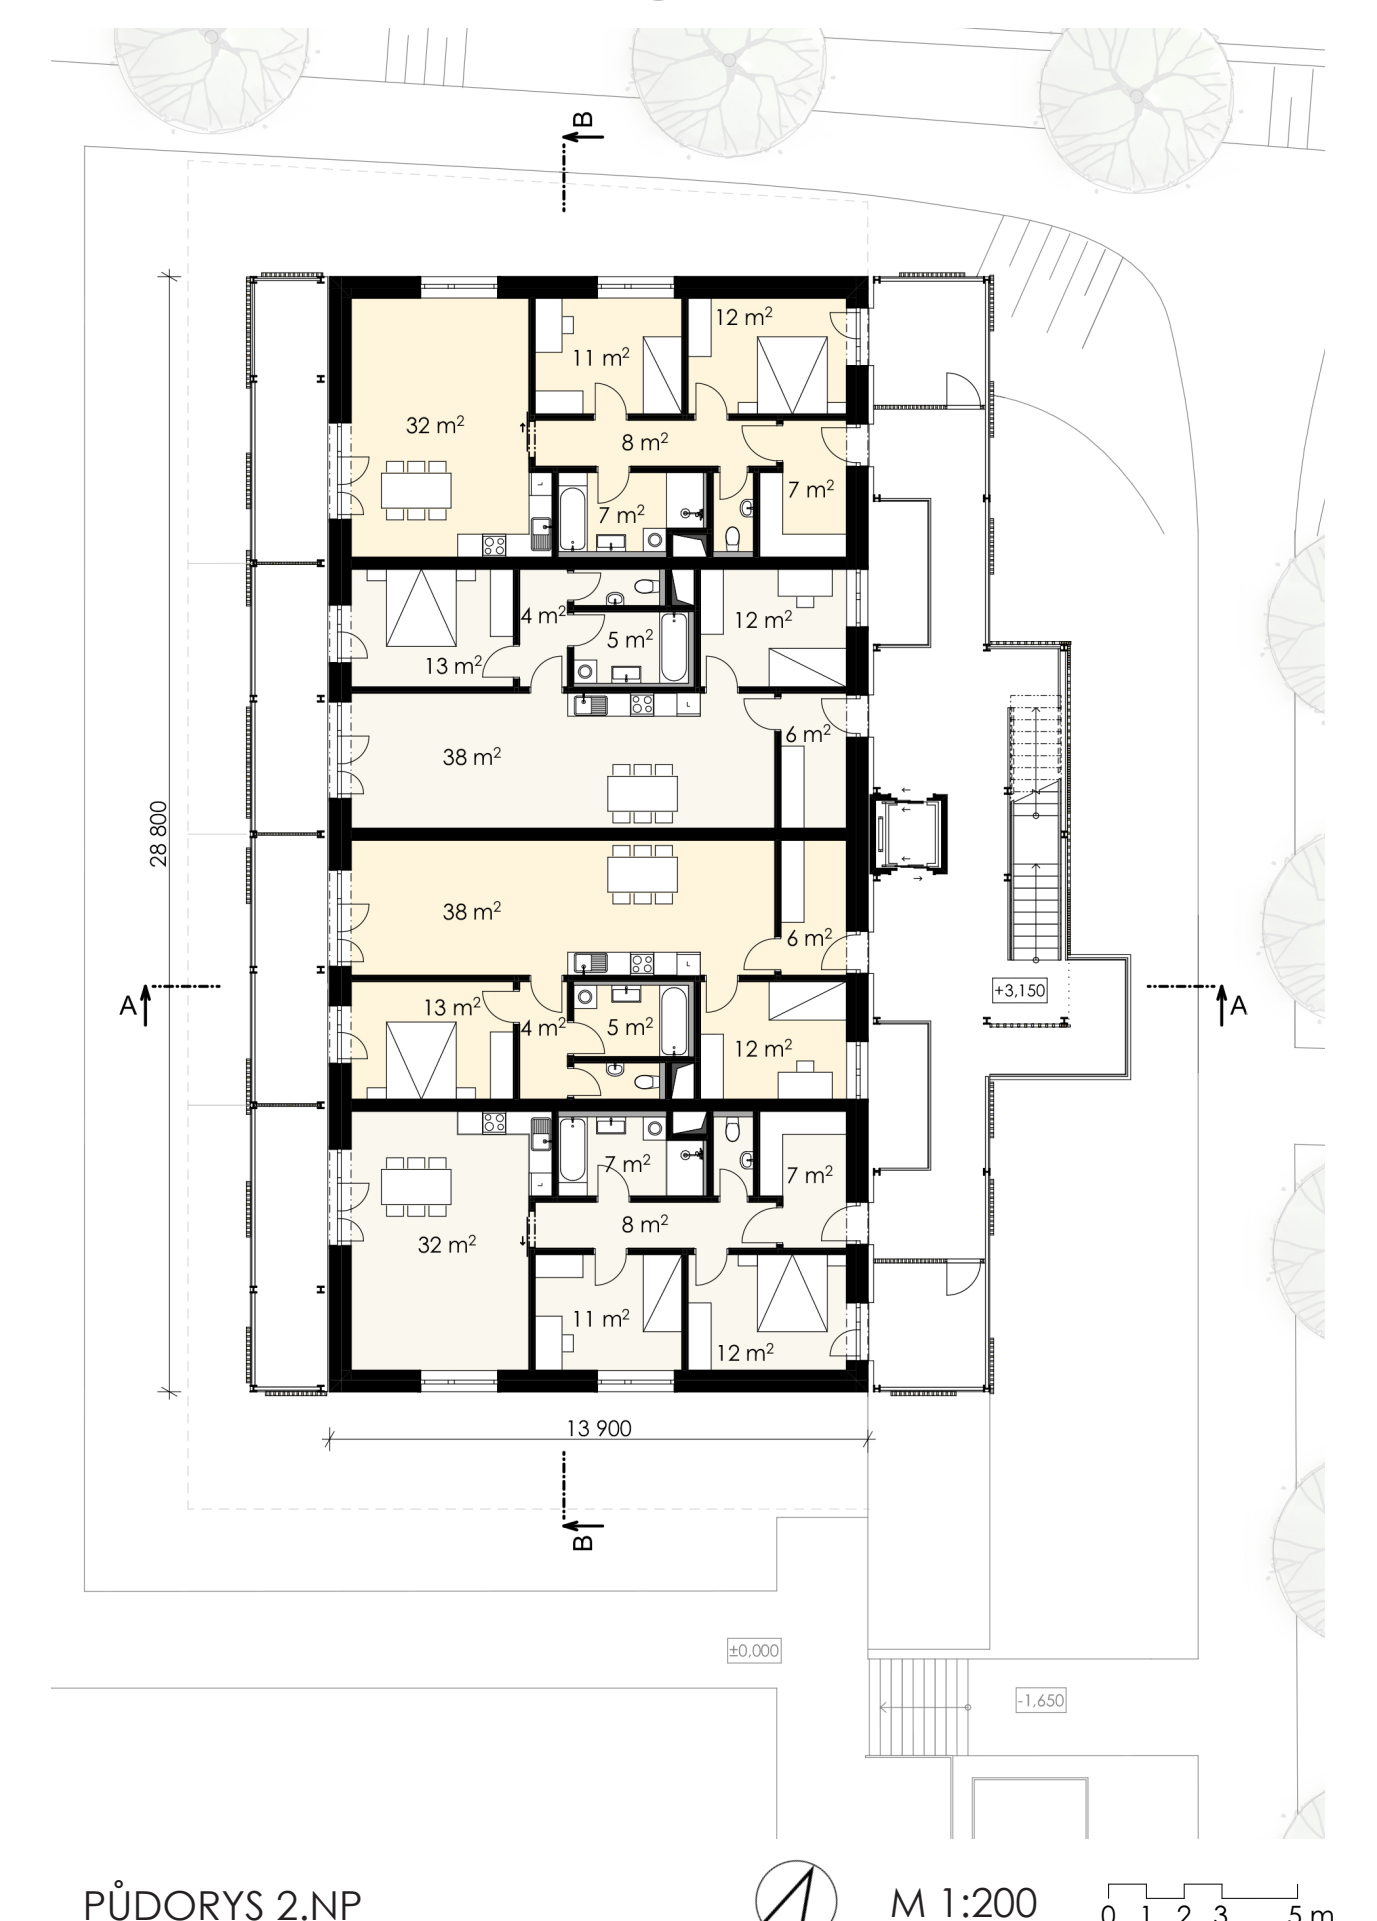 B
12 m²
11 m²
32 m²
8 m²
7 m²
L
7 m²
4 m²
12 m²
5 m²
13 m²
L
6 m²
38 m²
28 800
38 m²
6 m²
L
+3,150
A
A
13 m²
4 m²
5 m²
12 m²
7 m²
7 m²
L
8 m²
32 m²
11 m²
12 m²
13 900
B
±0,000
-1,650
PŮDORYS 2.NP
M 1:200
0 1 2 3 5 m